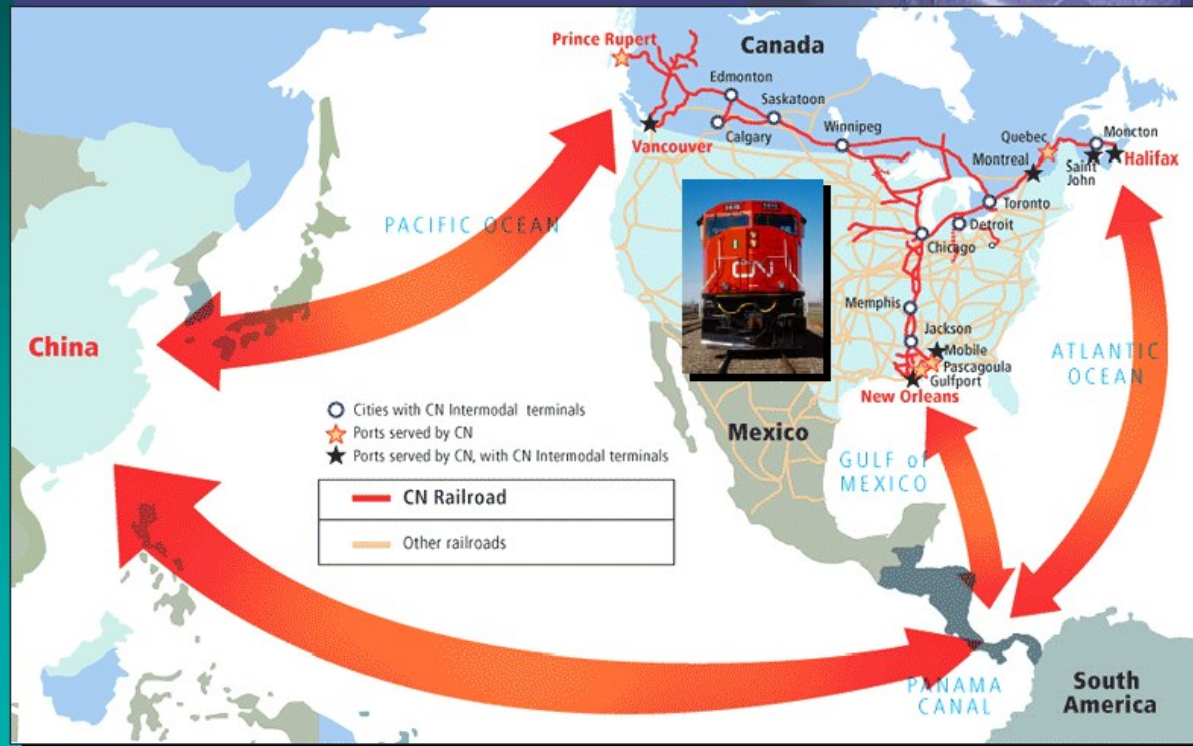 Prince Rupert
Canada
Edmonton
Saskatoon
Vancouver
Calgary
Winnipeg
Quebec
Moncton
Montreal
Saint
John
Halifax
Toronto
Detroit
Chicago
PACIFIC OCEAN
CN
China
Memphis
Jackson
Mobile
Pascagoula
Gulfport
New Orleans
ATLANTIC
OCEAN
Cities with CN Intermodal terminals
Ports served by CN
Ports served by CN, with CN Intermodal terminals
CN Railroad
Other railroads
Mexico
GULF of
MEXICO
PANAMA
CANAL
South
America